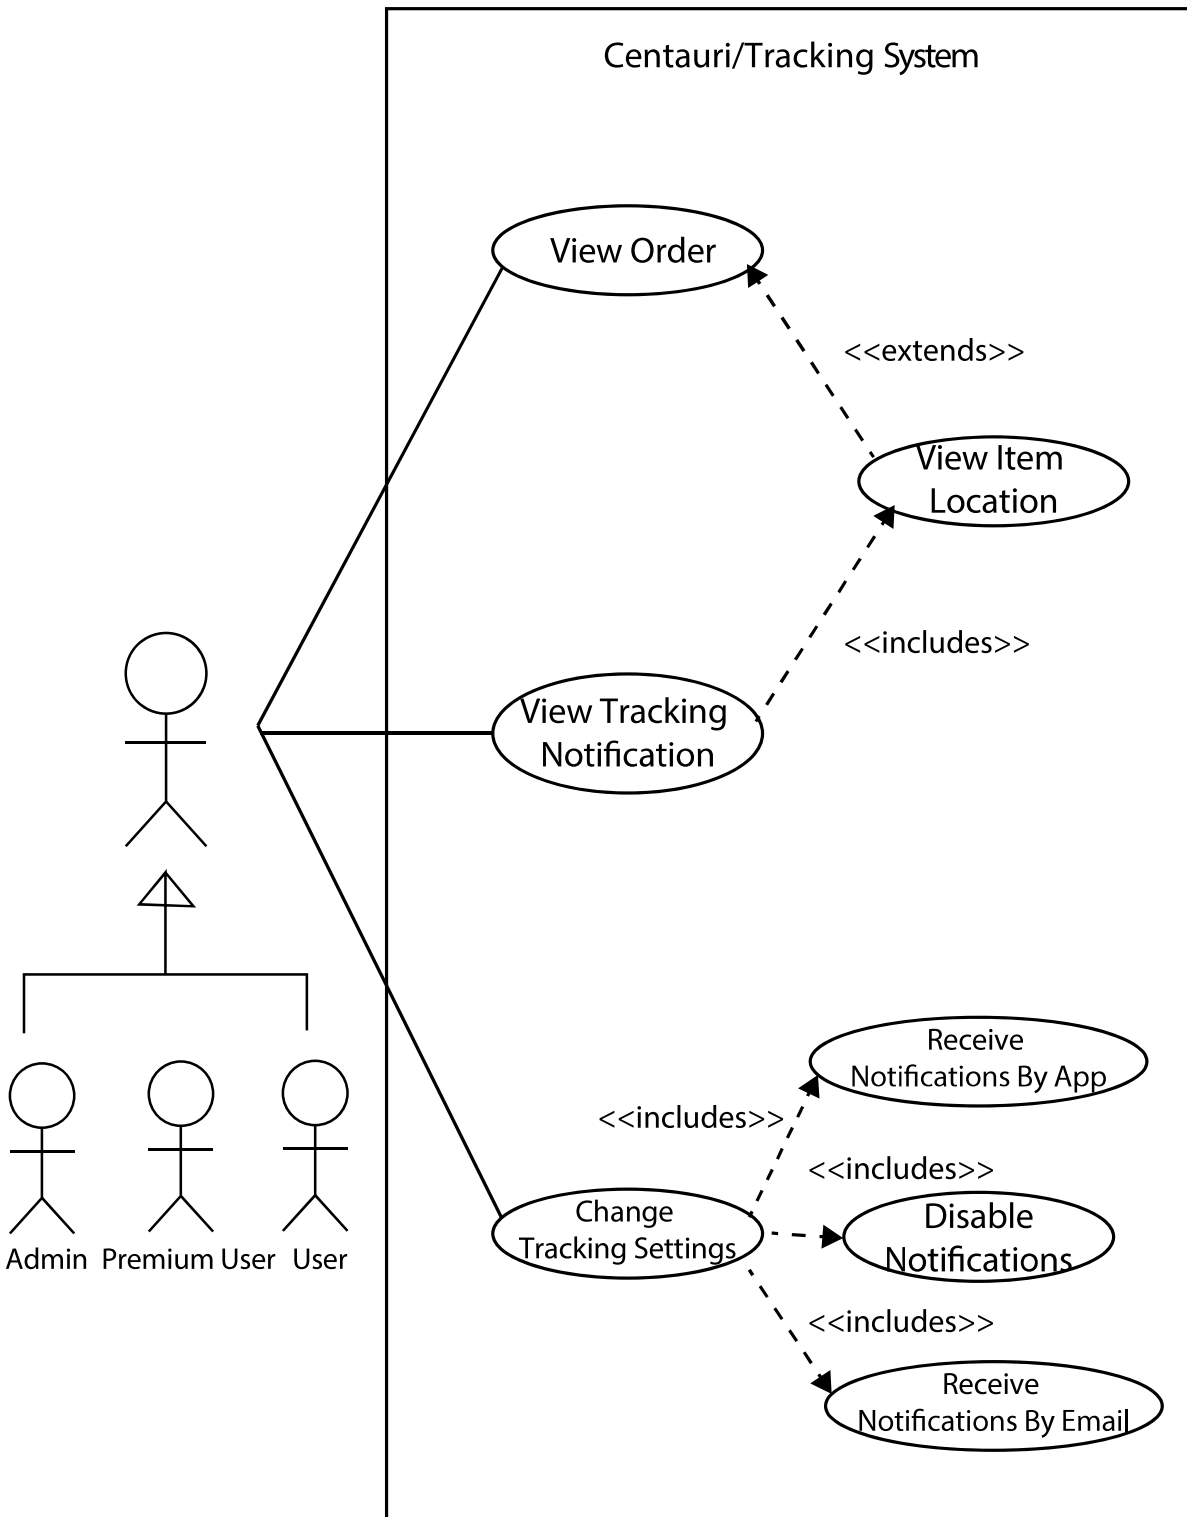 Centauri/Tracking System
View Order
<<extends>>
View Item
Location
<<includes>>
View Tracking
Notification
Receive
Notifications By App
<<includes>>
<<includes>>
Change
Tracking Settings
Disable
Notifications
Admin
Premium User
User
<<includes>>
Receive
Notifications By Email